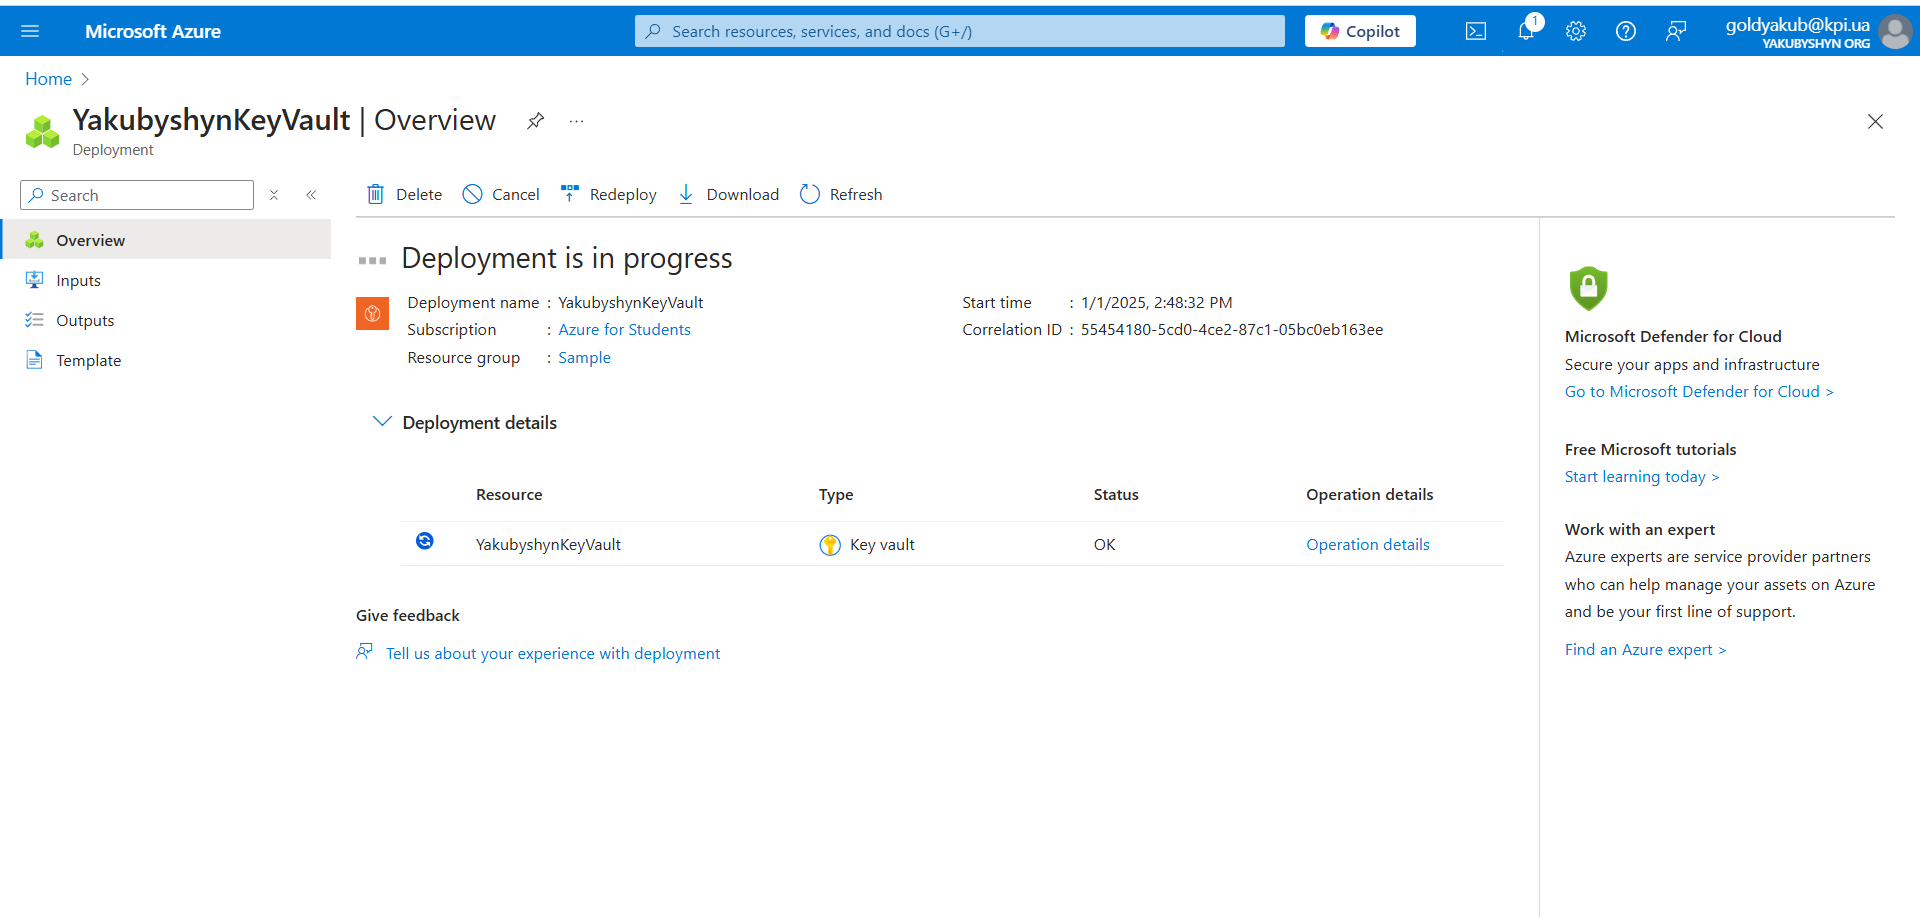 Microsoft Azure
Search resources, services, and docs (G+/)
Copilot
1
goldyakub@kpi.ua
YAKUBYSHYN ORG
Home
YakubyshynKeyVault | Overview
Deployment
Search
Delete
Cancel
Redeploy
Download
Refresh
Overview
Inputs
Outputs
Template
Deployment is in progress
Deployment name : YakubyshynKeyVault
Subscription : Azure for Students
Resource group : Sample
Start time : 1/1/2025, 2:48:32 PM
Correlation ID : 55454180-5cd0-4ce2-87c1-05bc0eb163ee
Deployment details
Resource Type Status Operation details
YakubyshynKeyVault Key vault OK Operation details
Give feedback
Tell us about your experience with deployment
Microsoft Defender for Cloud
Secure your apps and infrastructure
Go to Microsoft Defender for Cloud >
Free Microsoft tutorials
Start learning today >
Work with an expert
Azure experts are service provider partners
who can help manage your assets on Azure
and be your first line of support.
Find an Azure expert >